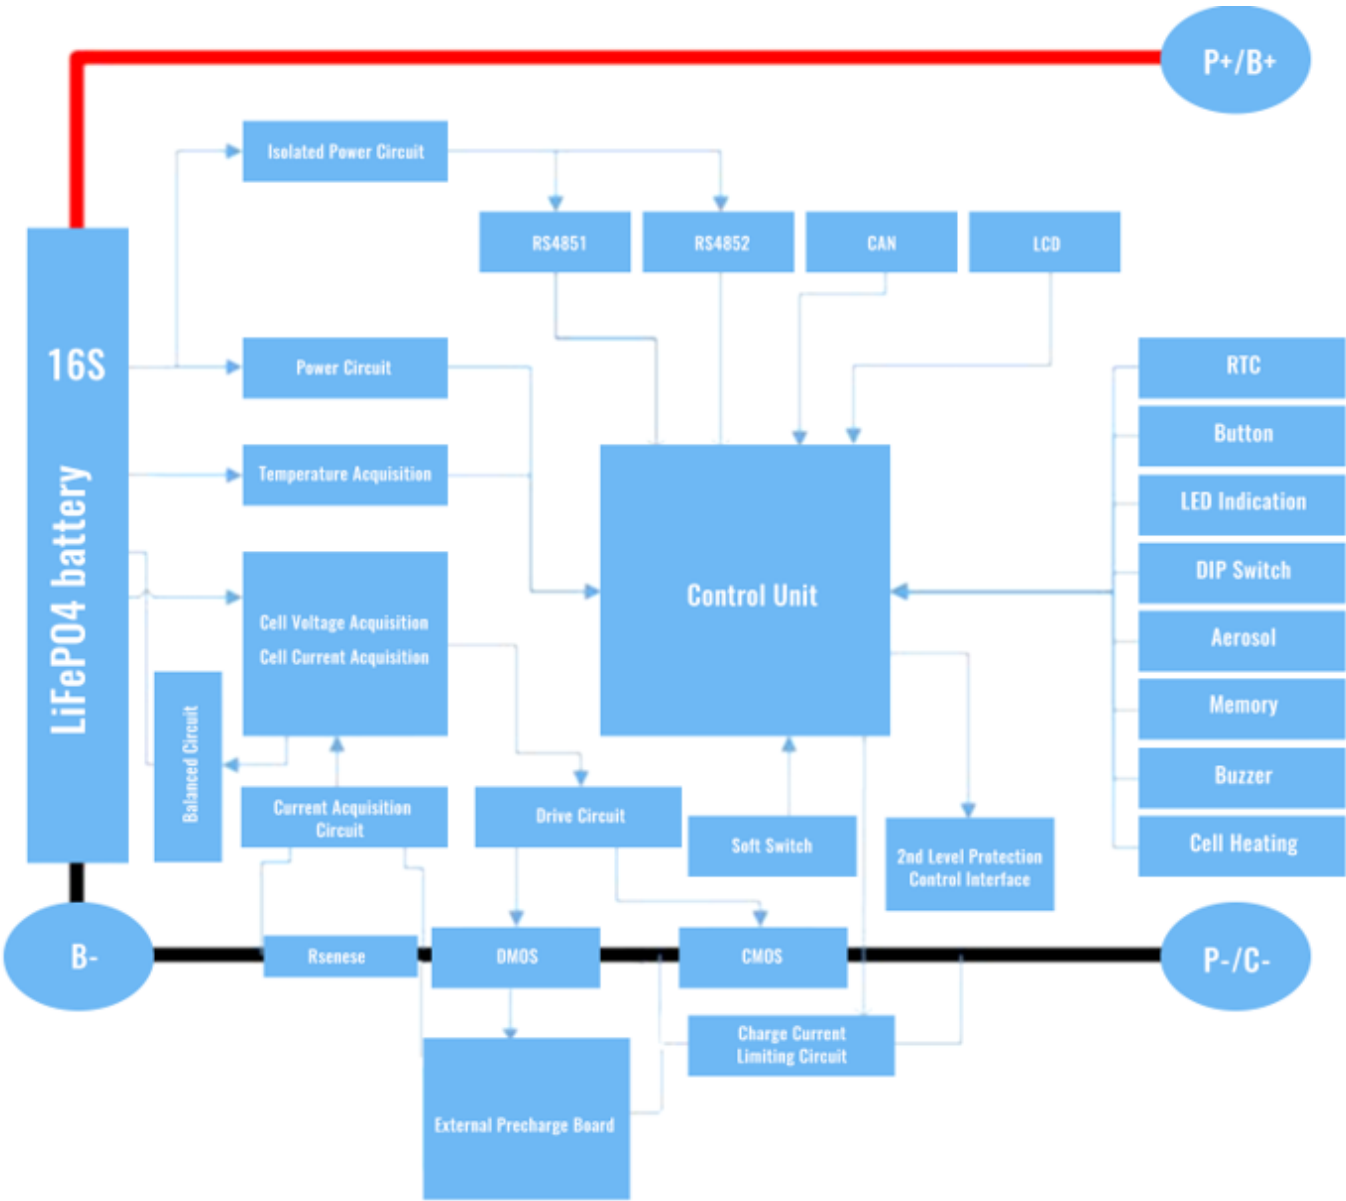 P+/B+
Isolated Power Circuit
RS4851
RS4852
CAN
LCD
16S
LiFePO4 battery
Power Circuit
RTC
Button
Temperature Acquisition
LED Indication
Control Unit
DIP Switch
Cell Voltage Acquisition
Cell Current Acquisition
Aerosol
Memory
Balanced Circuit
Buzzer
Current Acquisition
Circuit
Drive Circuit
Soft Switch
Cell Heating
2nd Level Protection
Control Interface
B-
Rsenese
DMOS
CMOS
P-/C-
Charge Current
Limiting Circuit
External Precharge Board